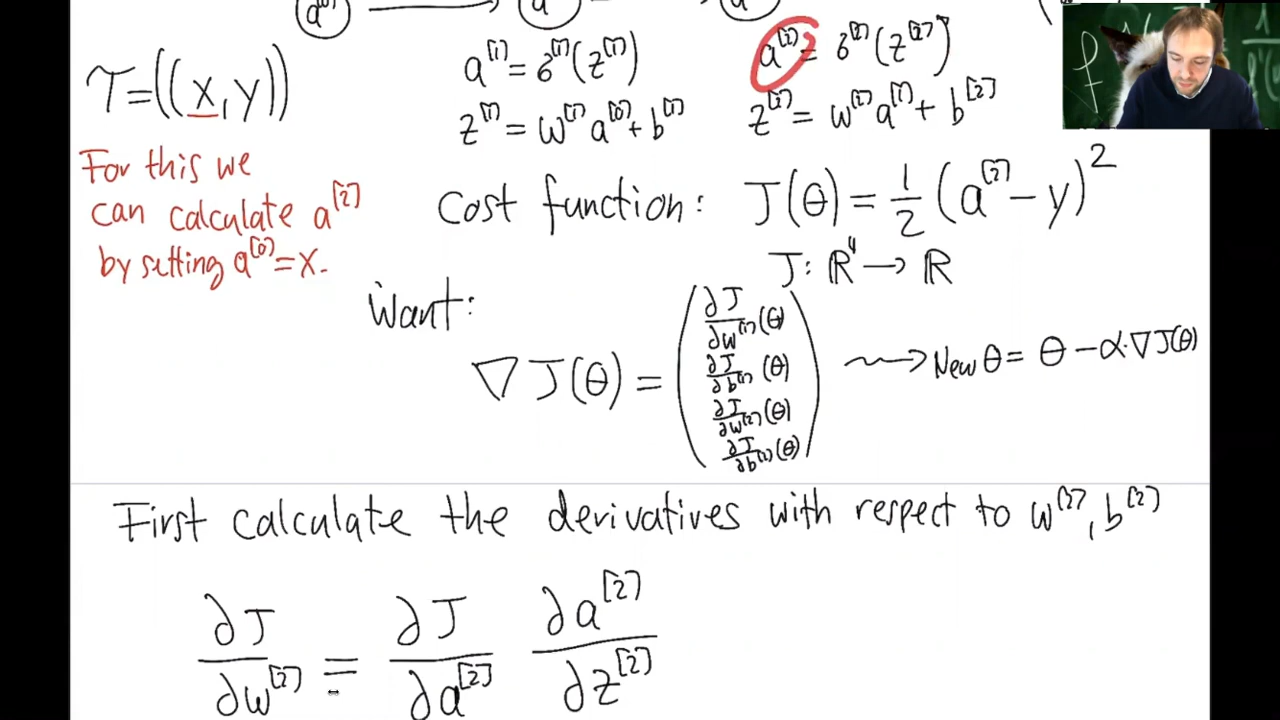 a^[0] → a → a
a^[1] = σ^[1](z^[1])
z^[1] = w^[1] a^[0] + b^[1]
a^[2] = σ^[2](z^[2])
z^[2] = w^[2] a^[1] + b^[2]
T=((x,y))
For this we
can calculate a^[2]
by setting a^[0]=x.
Cost function: J(θ) = 1/2 (a^[2] - y)^2
J: ℝ^4 → ℝ
Want:
∇J(θ) = ( ∂J/∂w^[1](θ)
∂J/∂b^[1](θ)
∂J/∂w^[2](θ)
∂J/∂b^[2](θ) ) ⇝ New θ = θ - α·∇J(θ)
First calculate the derivatives with respect to w^[2], b^[2]
∂J/∂w^[2] = ∂J/∂a^[2] ∂a^[2]/∂z^[2]